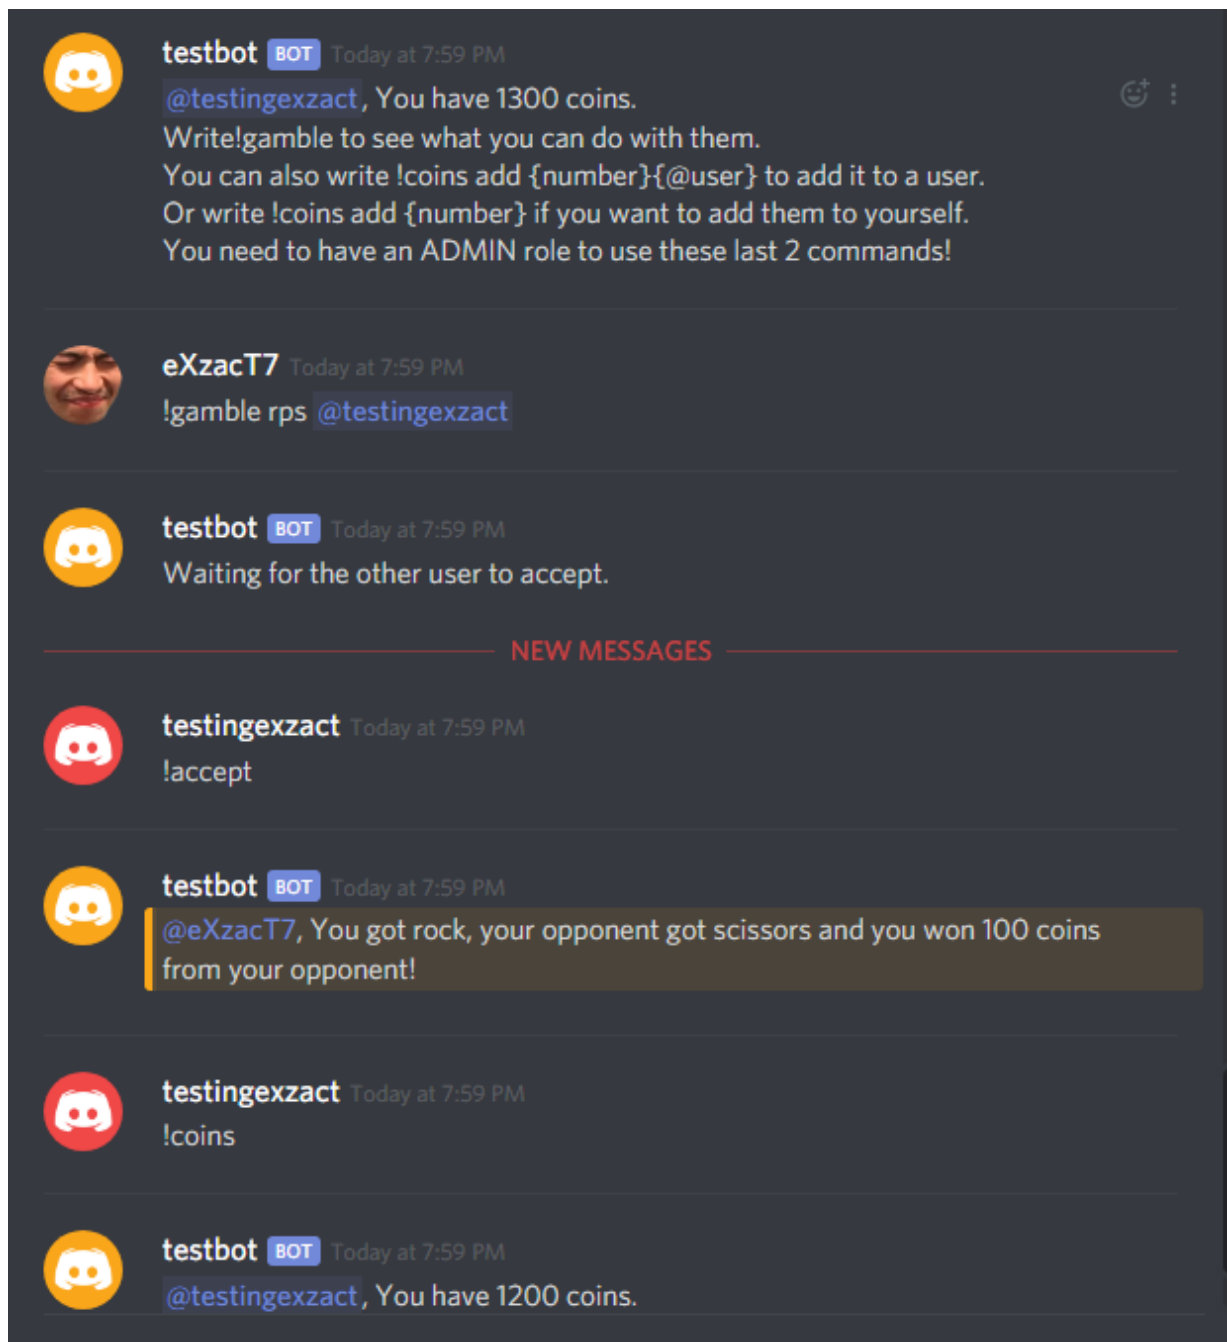 testbot BOT Today at 7:59 PM
@testingexzact, You have 1300 coins.
Write!gamble to see what you can do with them.
You can also write !coins add {number}{@user} to add it to a user.
Or write !coins add {number} if you want to add them to yourself.
You need to have an ADMIN role to use these last 2 commands!
eXzacT7 Today at 7:59 PM
!gamble rps @testingexzact
testbot BOT Today at 7:59 PM
Waiting for the other user to accept.
NEW MESSAGES
testingexzact Today at 7:59 PM
!accept
testbot BOT Today at 7:59 PM
@eXzacT7, You got rock, your opponent got scissors and you won 100 coins
from your opponent!
testingexzact Today at 7:59 PM
!coins
testbot BOT Today at 7:59 PM
@testingexzact, You have 1200 coins.